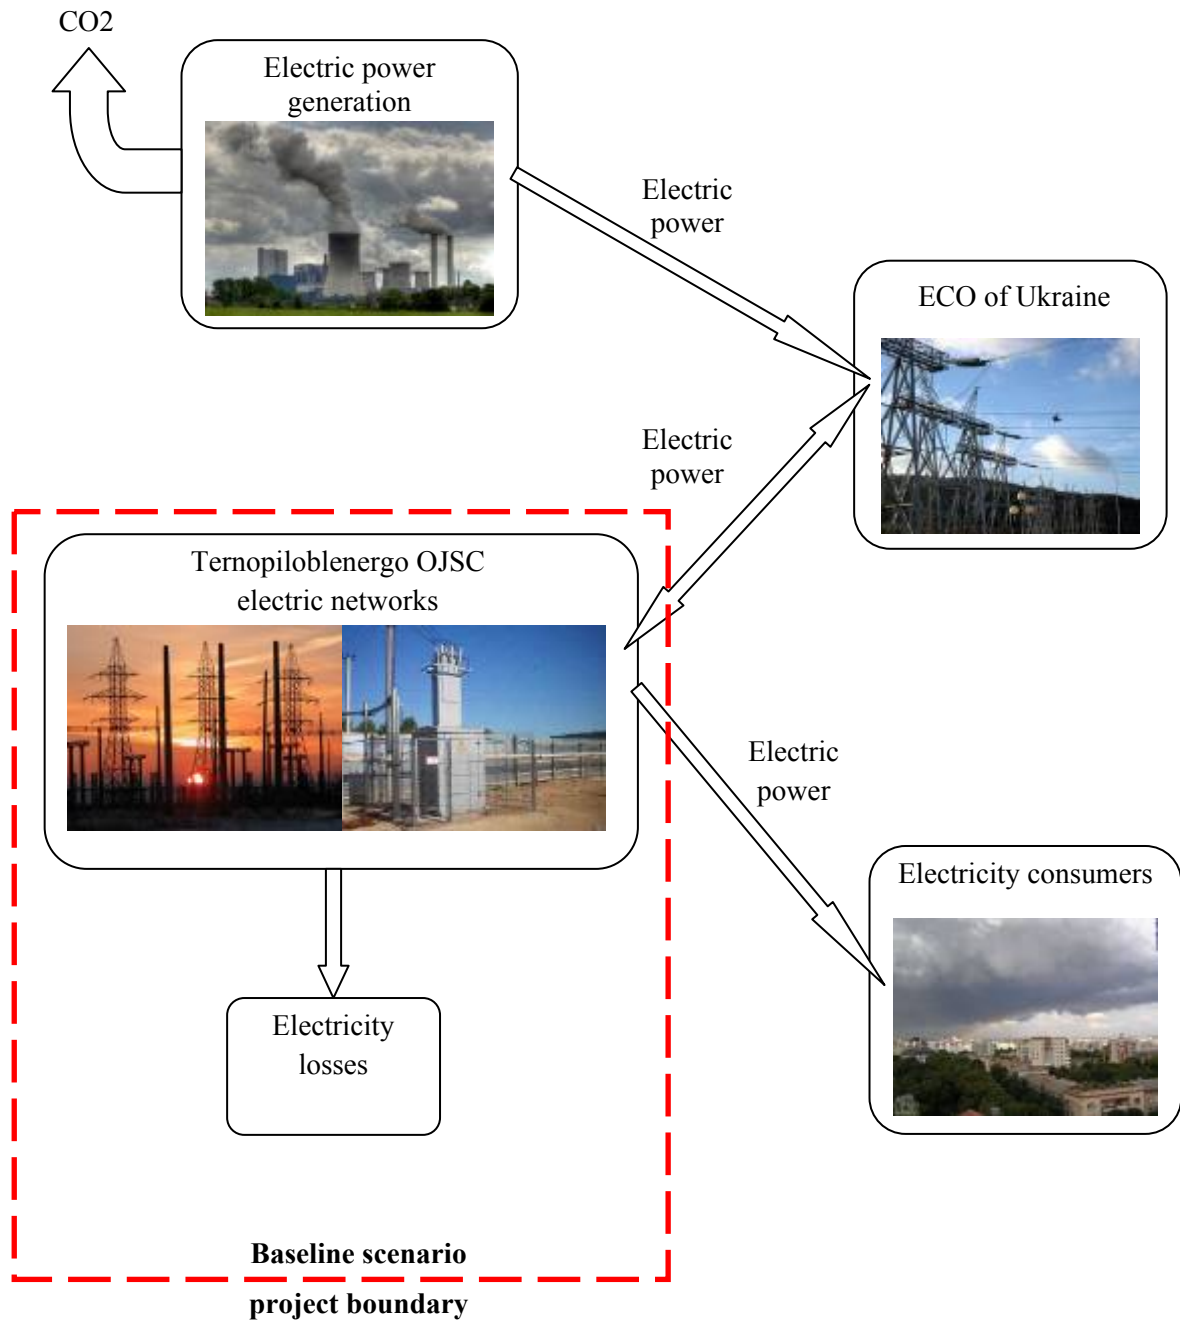 CO2
Electric power
generation
Electric
power
ECO of Ukraine
Electric
power
Ternopiloblenergo OJSC
electric networks
Electric
power
Electricity consumers
Electricity
losses
Baseline scenario
project boundary